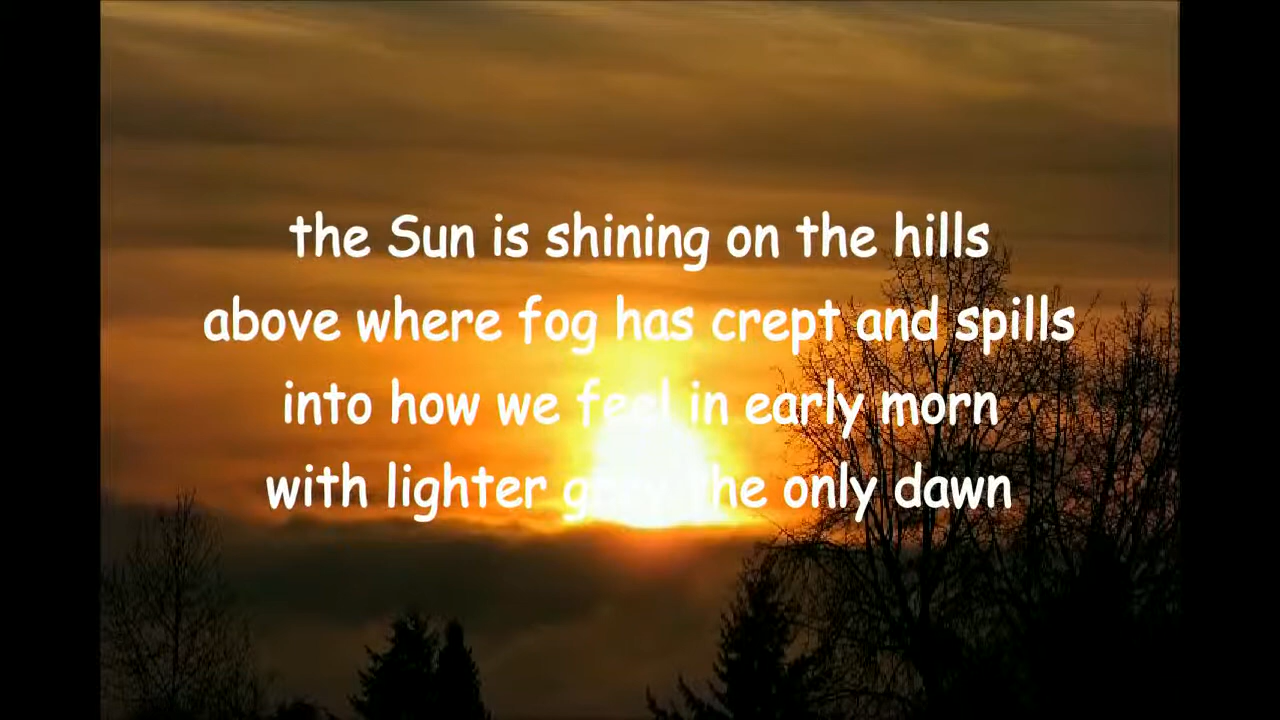 the Sun is shining on the hills
above where fog has crept and spills
into how we feel in early morn
with lighter the only dawn